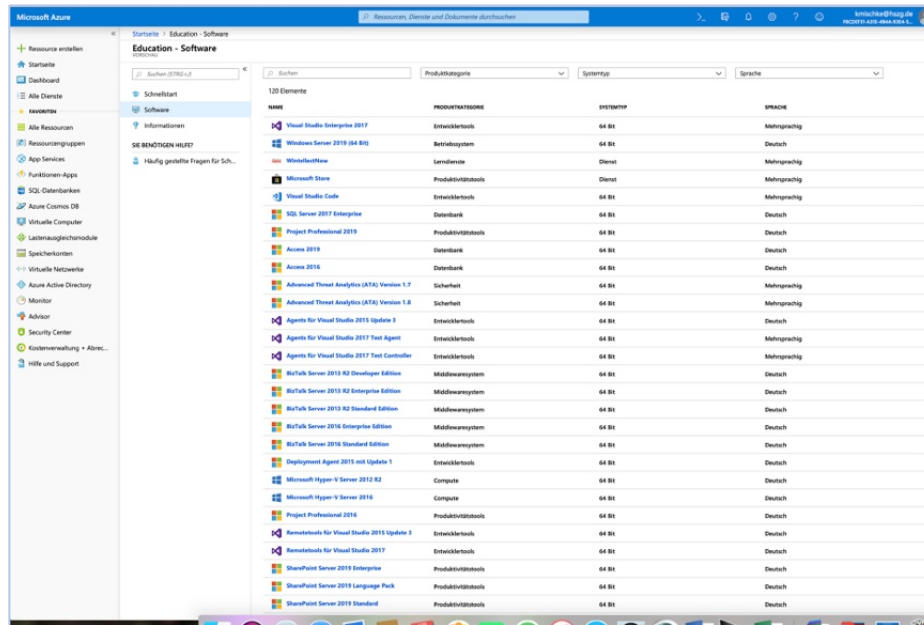 Microsoft Azure
Ressourcen, Dienste und Dokumente durchsuchen
kmischke@hszg.de
Startseite > Education - Software
Education - Software
VORSCHAU
Ressource erstellen
Startseite
Dashboard
Alle Dienste
FAVORITEN
Alle Ressourcen
Ressourcengruppen
App Services
Funktionen-Apps
SQL-Datenbanken
Azure Cosmos DB
Virtuelle Computer
Lastenausgleichsmodule
Speicherkonten
Virtuelle Netzwerke
Azure Active Directory
Monitor
Advisor
Security Center
Kostenverwaltung + Abrec...
Hilfe und Support
Suchen (STRG+/)
Schnellstart
Software
Informationen
SIE BENÖTIGEN HILFE?
Häufig gestellte Fragen für Sch...
Suchen Produktkategorie Systemtyp Sprache
120 Elemente
NAME PRODUKTKATEGORIE SYSTEMTYP SPRACHE
Visual Studio Enterprise 2017 Entwicklertools 64 Bit Mehrsprachig
Windows Server 2019 (64 Bit) Betriebssystem 64 Bit Deutsch
WintellectNow Lerndienste Dienst Mehrsprachig
Microsoft Store Produktivitätstools Dienst Mehrsprachig
Visual Studio Code Entwicklertools 64 Bit Mehrsprachig
SQL Server 2017 Enterprise Datenbank 64 Bit Deutsch
Project Professional 2019 Produktivitätstools 64 Bit Deutsch
Access 2019 Datenbank 64 Bit Deutsch
Access 2016 Datenbank 64 Bit Deutsch
Advanced Threat Analytics (ATA) Version 1.7 Sicherheit 64 Bit Mehrsprachig
Advanced Threat Analytics (ATA) Version 1.8 Sicherheit 64 Bit Mehrsprachig
Agents für Visual Studio 2015 Update 3 Entwicklertools 64 Bit Mehrsprachig
Agents für Visual Studio 2017 Test Agent Entwicklertools 64 Bit Mehrsprachig
Agents für Visual Studio 2017 Test Controller Entwicklertools 64 Bit Mehrsprachig
BizTalk Server 2013 R2 Developer Edition Middlewaresystem 64 Bit Deutsch
BizTalk Server 2013 R2 Enterprise Edition Middlewaresystem 64 Bit Deutsch
BizTalk Server 2013 R2 Standard Edition Middlewaresystem 64 Bit Deutsch
BizTalk Server 2016 Enterprise Edition Middlewaresystem 64 Bit Deutsch
BizTalk Server 2016 Standard Edition Middlewaresystem 64 Bit Deutsch
Deployment Agent 2015 mit Update 1 Entwicklertools 64 Bit Deutsch
Microsoft Hyper-V Server 2012 R2 Compute 64 Bit Deutsch
Microsoft Hyper-V Server 2016 Compute 64 Bit Deutsch
Project Professional 2016 Produktivitätstools 64 Bit Deutsch
Remotetools für Visual Studio 2015 Update 3 Entwicklertools 64 Bit Deutsch
Remotetools für Visual Studio 2017 Entwicklertools 64 Bit Deutsch
SharePoint Server 2019 Enterprise Produktivitätstools 64 Bit Deutsch
SharePoint Server 2019 Language Pack Produktivitätstools 64 Bit Deutsch
SharePoint Server 2019 Standard Produktivitätstools 64 Bit Deutsch